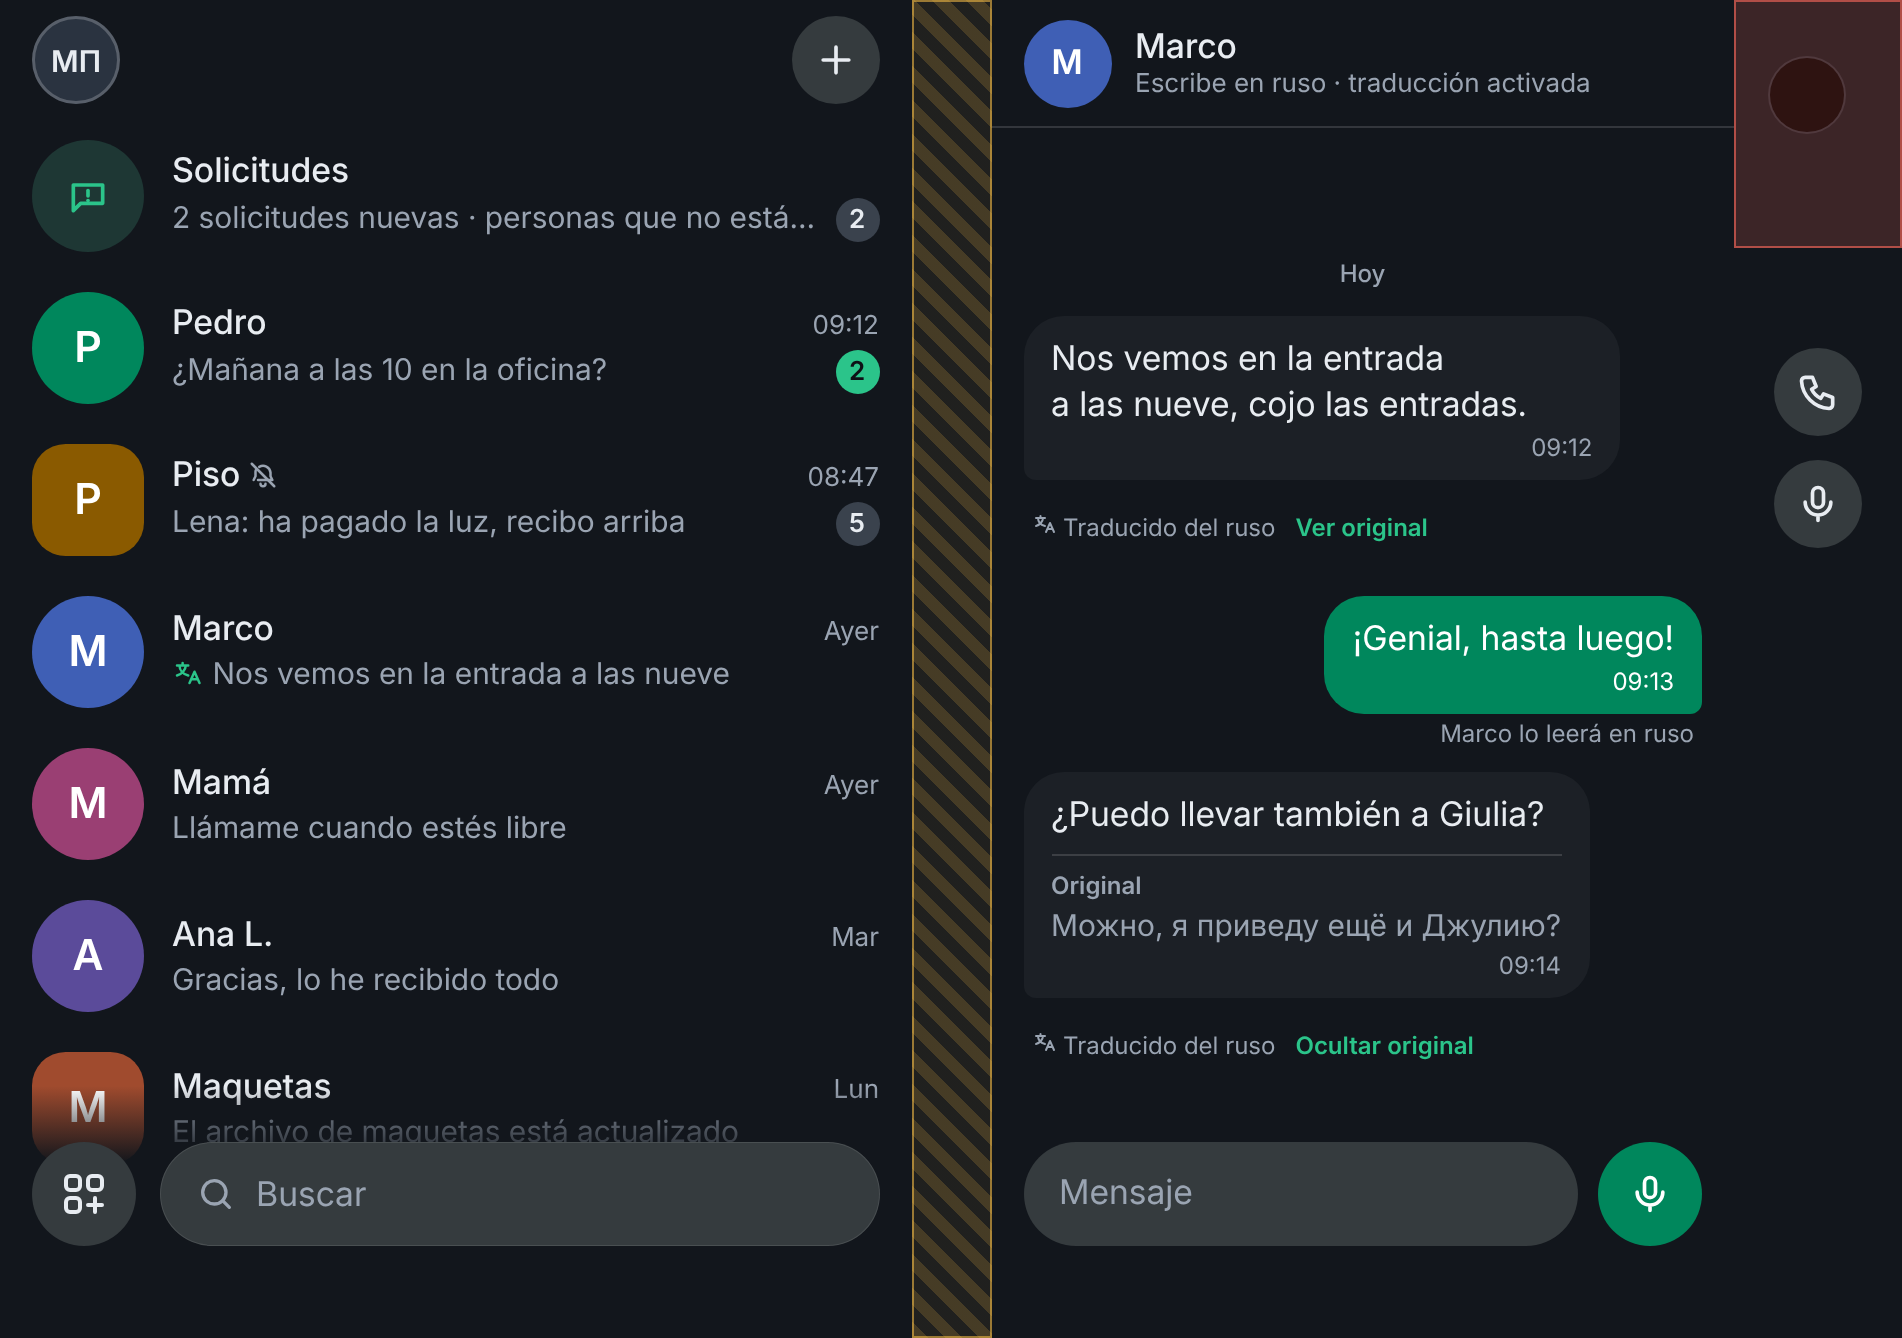 МП
Solicitudes
2 solicitudes nuevas · personas que no está...
2
P
Pedro
09:12
¿Mañana a las 10 en la oficina?
2
P
Piso
08:47
Lena: ha pagado la luz, recibo arriba
5
M
Marco
Ayer
Nos vemos en la entrada a las nueve
M
Mamá
Ayer
Llámame cuando estés libre
A
Ana L.
Mar
Gracias, lo he recibido todo
M
Maquetas
Lun
El archivo de maquetas está actualizado
Buscar
M
Marco
Escribe en ruso · traducción activada
Hoy
Nos vemos en la entrada
a las nueve, cojo las entradas.
09:12
Traducido del ruso Ver original
¡Genial, hasta luego!
09:13
Marco lo leerá en ruso
¿Puedo llevar también a Giulia?
Original
Можно, я приведу ещё и Джулию?
09:14
Traducido del ruso Ocultar original
Mensaje